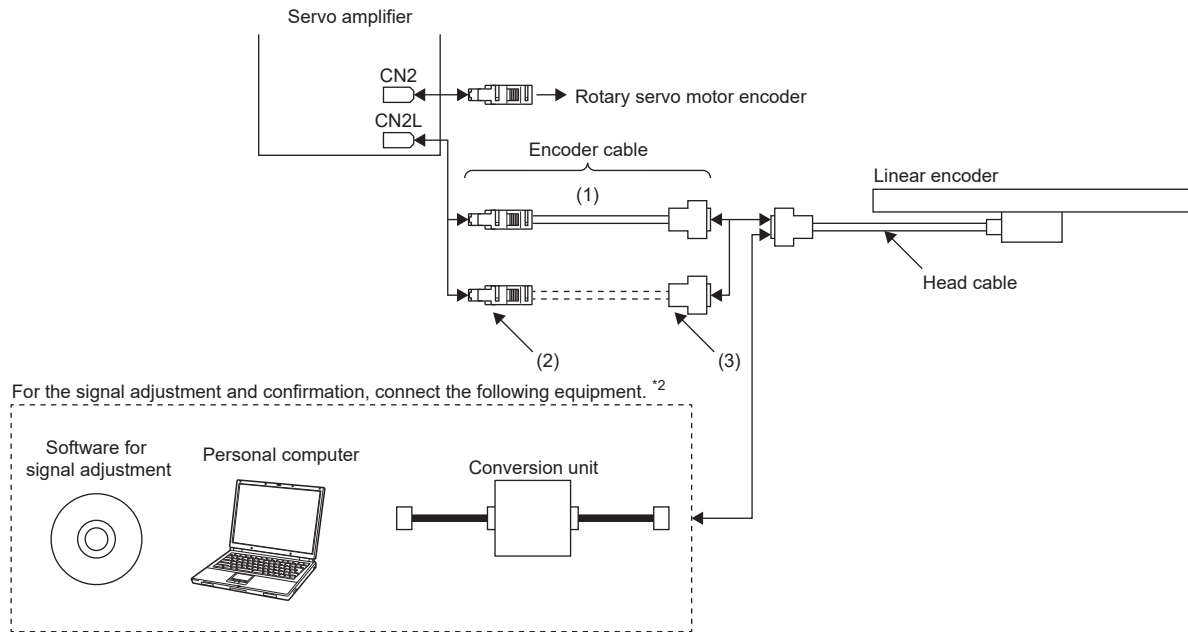 Servo amplifier
CN2
Rotary servo motor encoder
CN2L
Encoder cable
(1)
Linear encoder
Head cable
(2)
(3)
For the signal adjustment and confirmation, connect the following equipment. *2
Software for
signal adjustment
Personal computer
Conversion unit